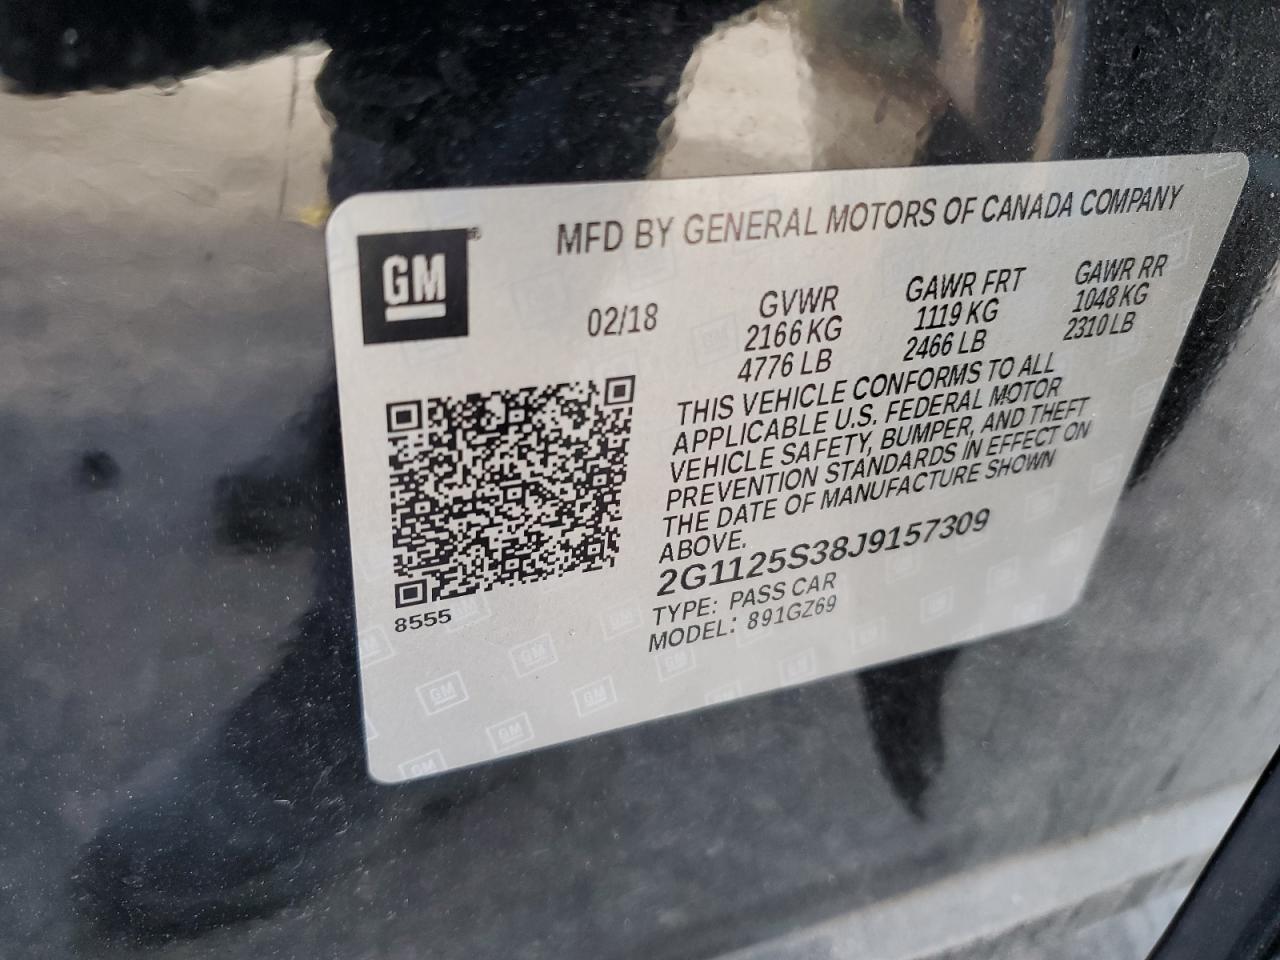 GM
MFD BY GENERAL MOTORS OF CANADA COMPANY
02/18
GVWR
2166 KG
4776 LB
GAWR FRT
1119 KG
2466 LB
GAWR RR
1048 KG
2310 LB
THIS VEHICLE CONFORMS TO ALL
APPLICABLE U.S. FEDERAL MOTOR
VEHICLE SAFETY, BUMPER, AND THEFT
PREVENTION STANDARDS IN EFFECT ON
THE DATE OF MANUFACTURE SHOWN
ABOVE.
2G1125S38J9157309
TYPE: PASS CAR
MODEL: 891GZ69
8555